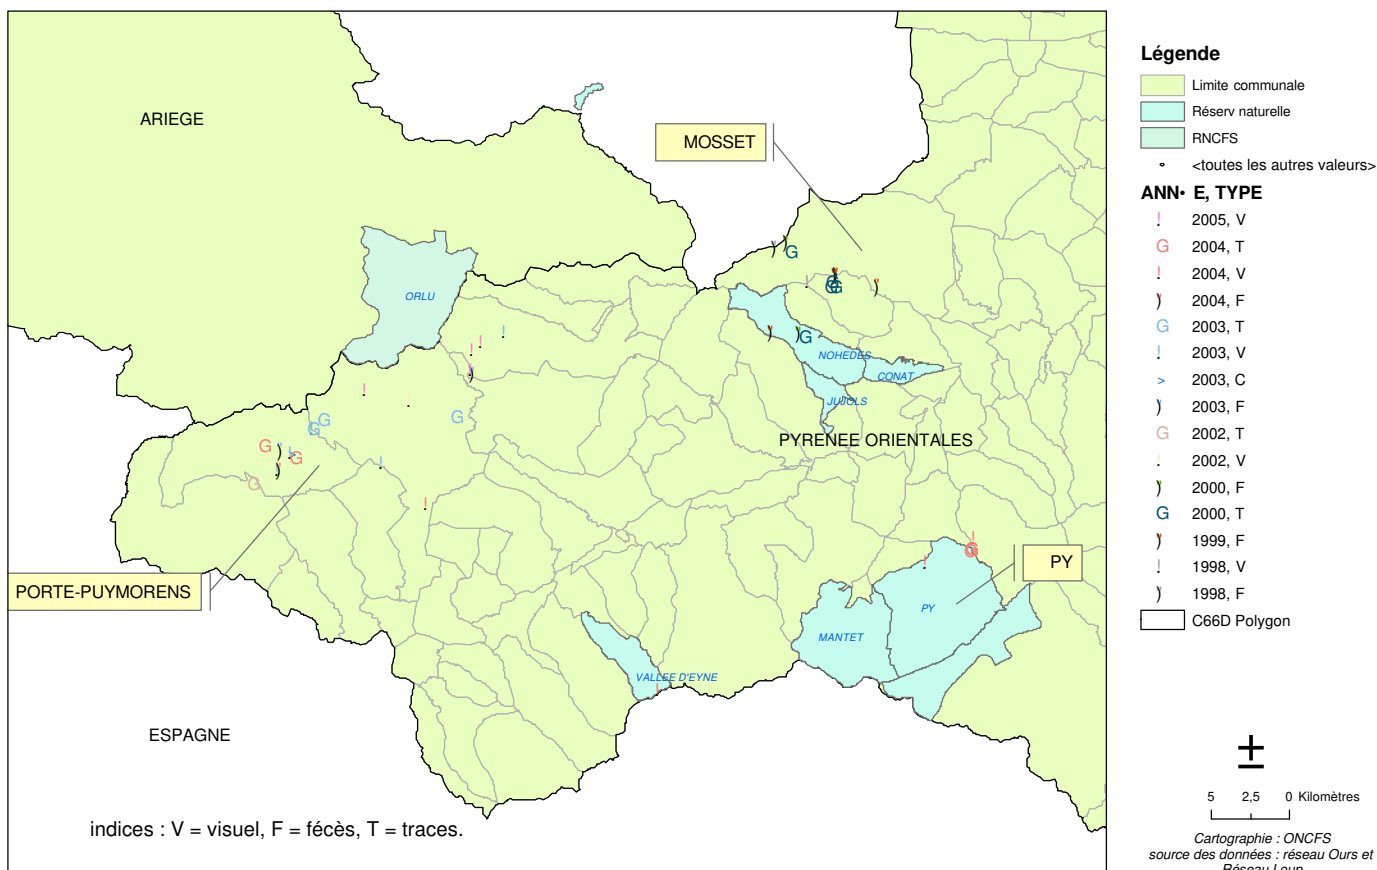 ARIEGE
MOSSET
ORLU
NOHEDES
CONAT
JUJOLS
PYRENEE ORIENTALES
PORTE-PUYMORENS
PY
PY
MANTET
VALLEE D'EYNE
ESPAGNE
indices : V = visuel, F = fécès, T = traces.
Légende
Limite communale
Réserv naturelle
RNCFS
<toutes les autres valeurs>
ANN• E, TYPE
! 2005, V
G 2004, T
! 2004, V
) 2004, F
G 2003, T
! 2003, V
> 2003, C
) 2003, F
G 2002, T
! 2002, V
) 2000, F
G 2000, T
) 1999, F
! 1998, V
) 1998, F
C66D Polygon
±
5 2,5 0 Kilomètres
Cartographie : ONCFS
source des données : réseau Ours et
Réseau Loup